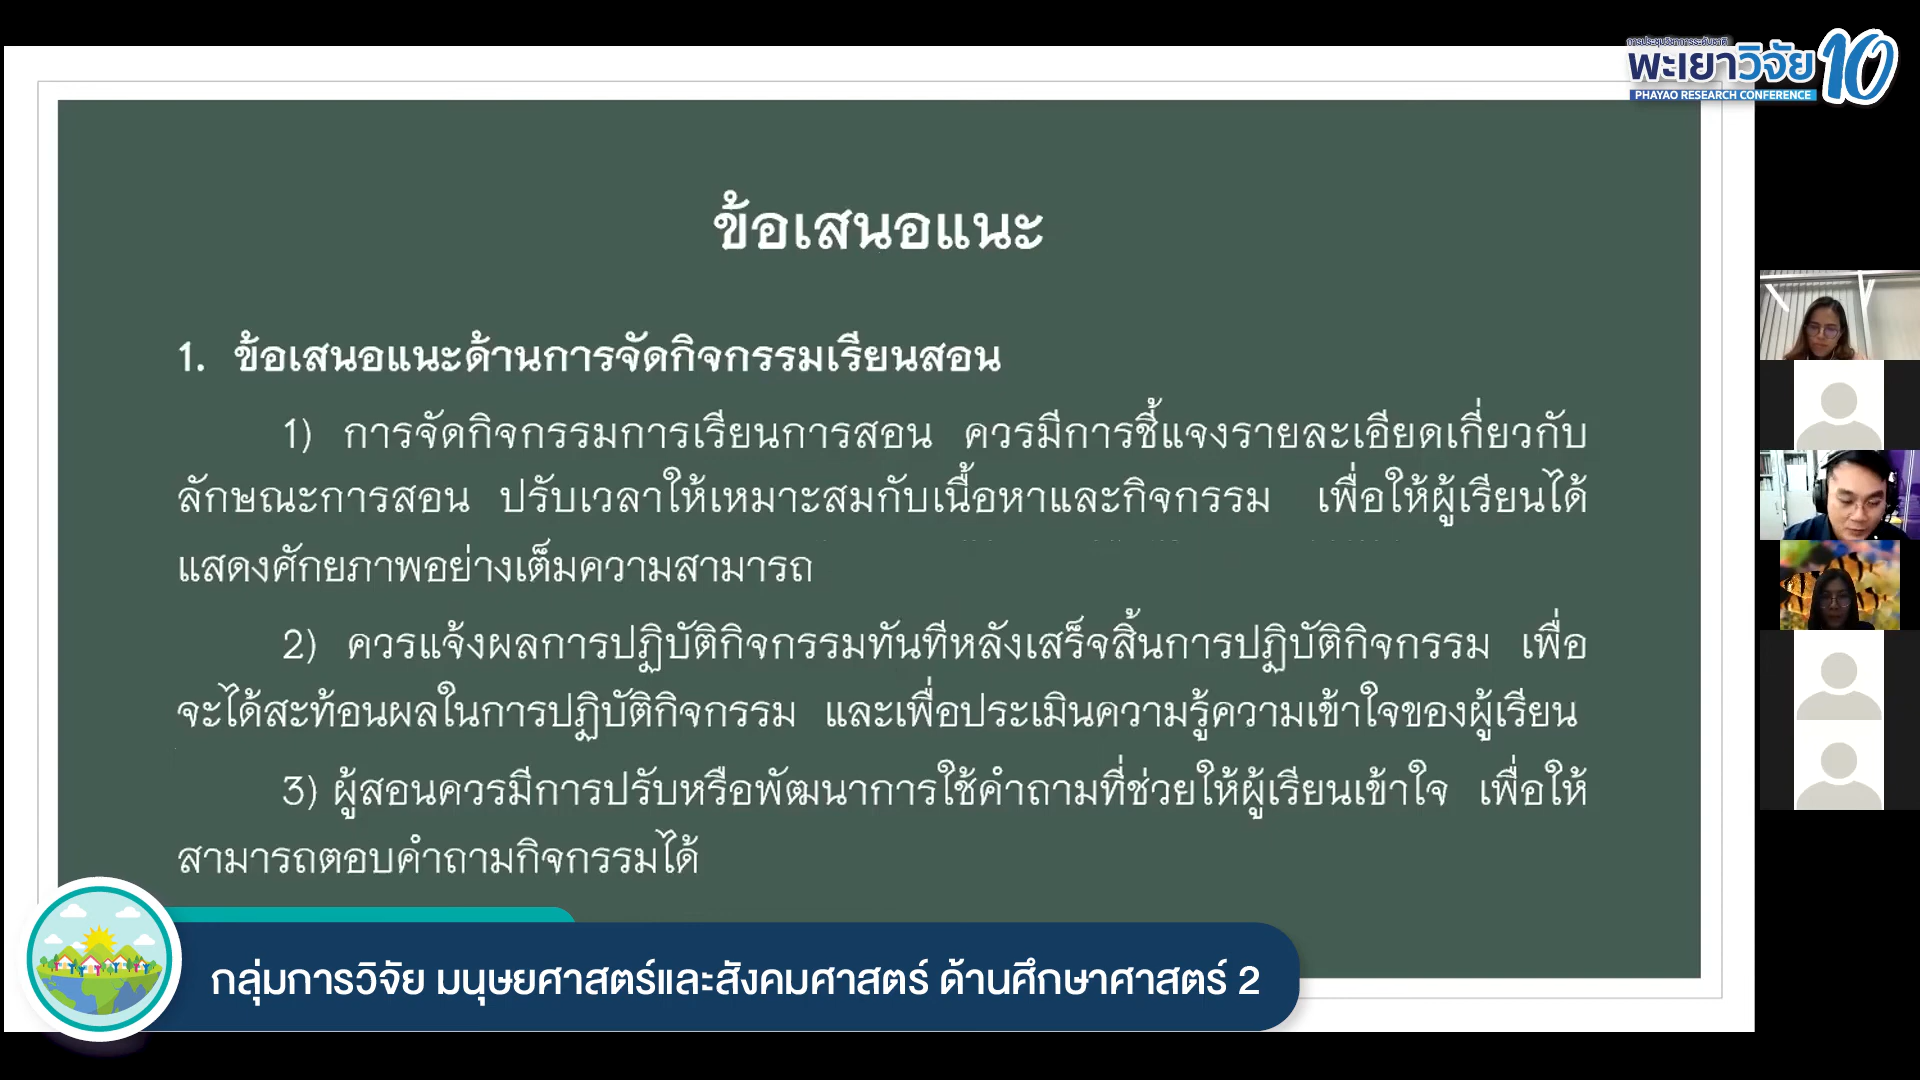 การประชุมวิชาการระดับชาติ
พะเยาวิจัย 10
PHAYAO RESEARCH CONFERENCE
ข้อเสนอแนะ
1. ข้อเสนอแนะด้านการจัดกิจกรรมเรียนสอน
1) การจัดกิจกรรมการเรียนการสอน ควรมีการชี้แจงรายละเอียดเกี่ยวกับ
ลักษณะการสอน ปรับเวลาให้เหมาะสมกับเนื้อหาและกิจกรรม เพื่อให้ผู้เรียนได้
แสดงศักยภาพอย่างเต็มความสามารถ
2) ควรแจ้งผลการปฏิบัติกิจกรรมทันทีหลังเสร็จสิ้นการปฏิบัติกิจกรรม เพื่อ
จะได้สะท้อนผลในการปฏิบัติกิจกรรม และเพื่อประเมินความรู้ความเข้าใจของผู้เรียน
3) ผู้สอนควรมีการปรับหรือพัฒนาการใช้คำถามที่ช่วยให้ผู้เรียนเข้าใจ เพื่อให้
สามารถตอบคำถามกิจกรรมได้
กลุ่มการวิจัย มนุษยศาสตร์และสังคมศาสตร์ ด้านศึกษาศาสตร์ 2